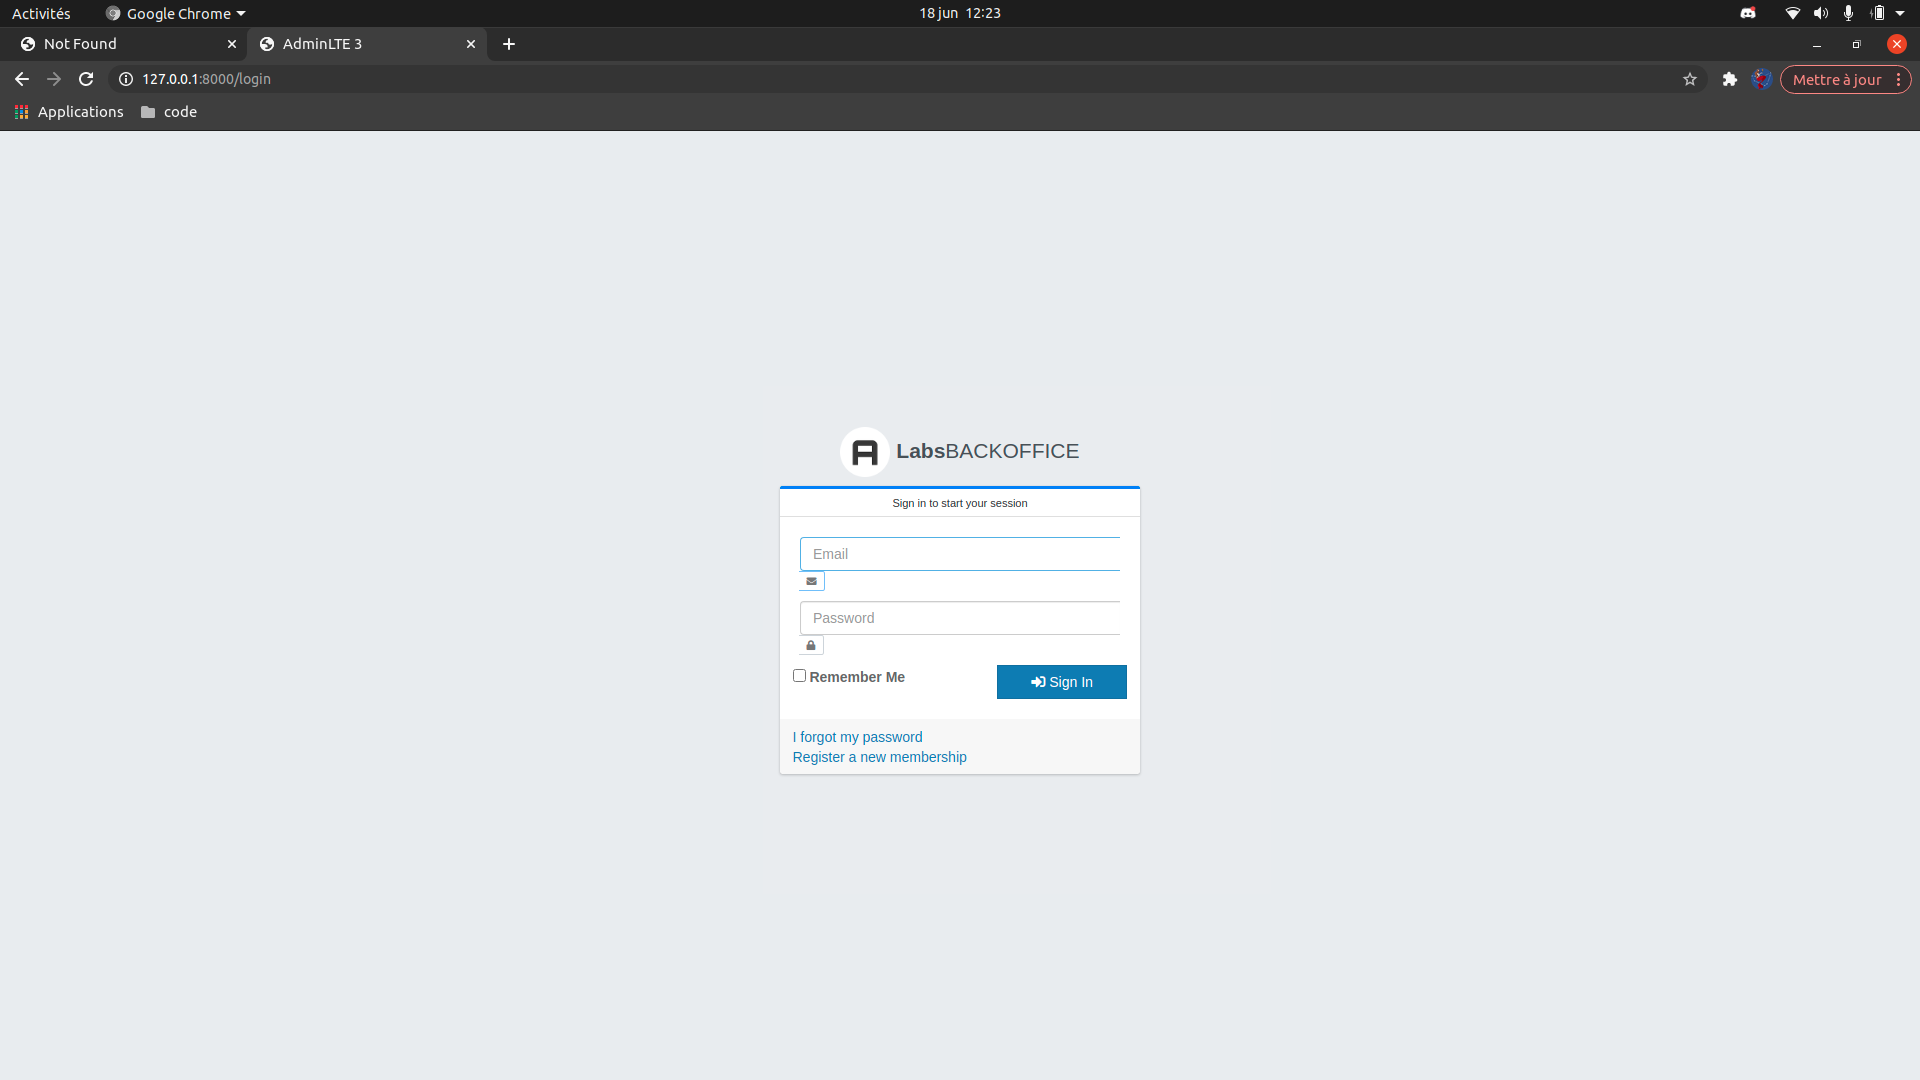 Activités
Google Chrome
18 jun 12:23
Not Found
AdminLTE 3
127.0.0.1:8000/login
Mettre à jour
Applications
code
LabsBACKOFFICE
Sign in to start your session
Email
Password
Remember Me
Sign In
I forgot my password
Register a new membership